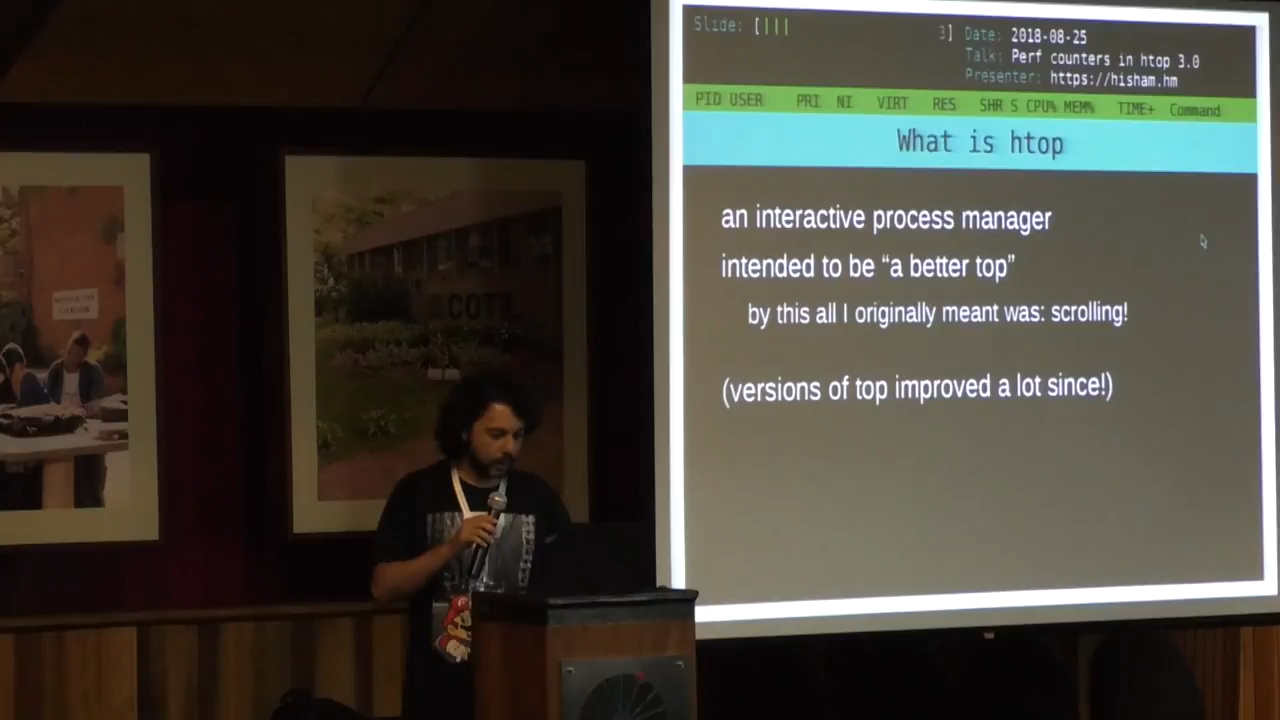 Slide: [||| 3]
Date: 2018-08-25
Talk: Perf counters in htop 3.0
Presenter: https://hisham.hm
PID USER PRI NI VIRT RES SHR S CPU% MEM% TIME+ Command
What is htop
an interactive process manager
intended to be “a better top”
by this all I originally meant was: scrolling!
(versions of top improved a lot since!)